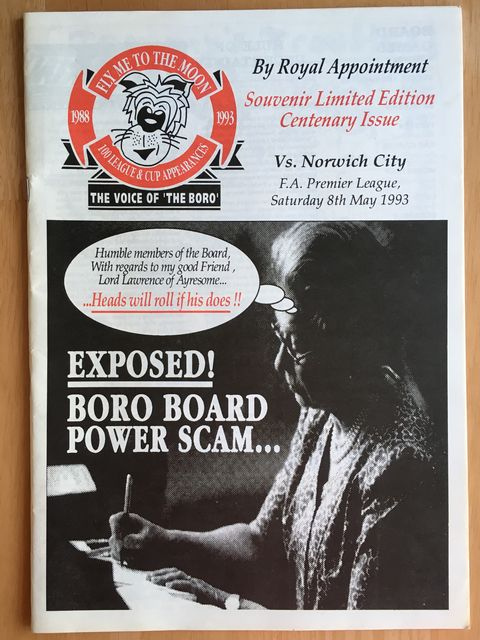 FLY ME TO THE MOON
1988
1993
100 LEAGUE & CUP APPEARANCES
THE VOICE OF 'THE BORO'
By Royal Appointment
Souvenir Limited Edition
Centenary Issue
Vs. Norwich City
F.A. Premier League,
Saturday 8th May 1993
Humble members of the Board,
With regards to my good Friend ,
Lord Lawrence of Ayresome...
...Heads will roll if his does !!
EXPOSED!
BORO BOARD
POWER SCAM...